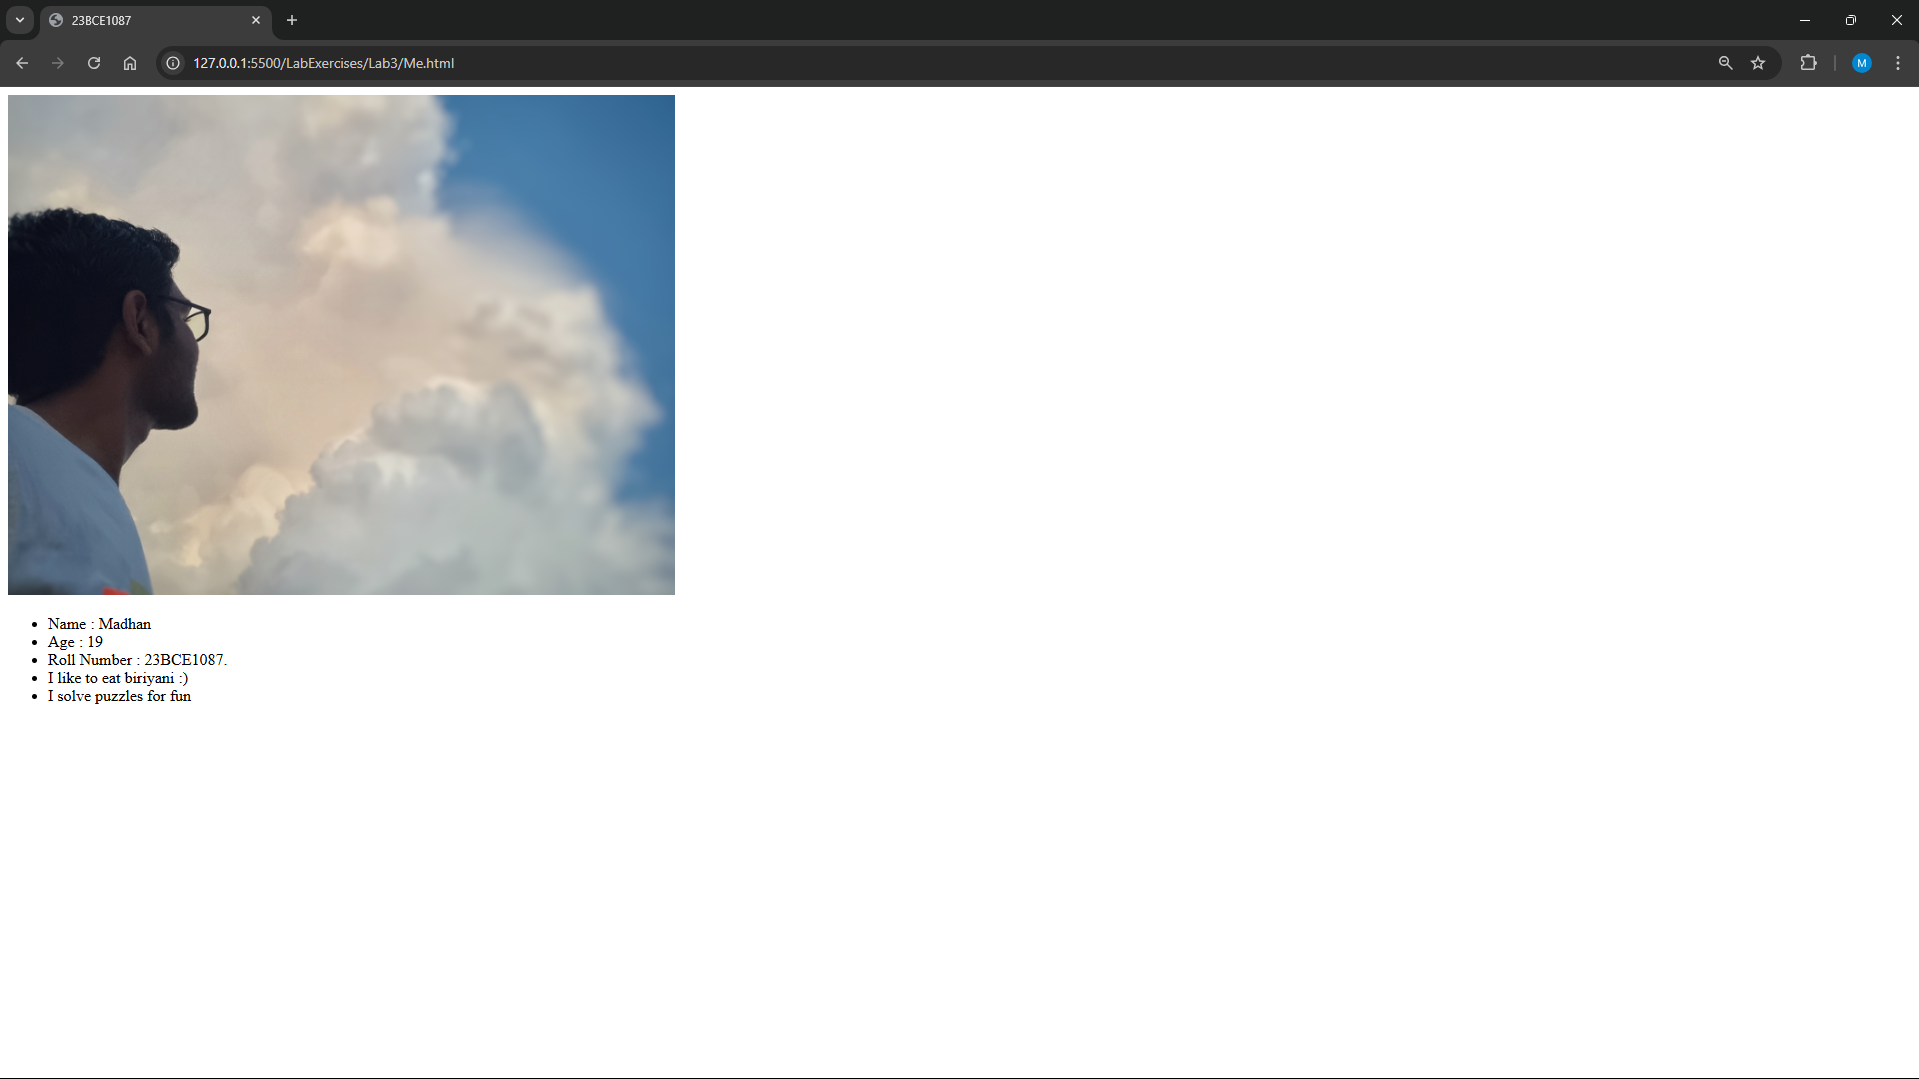 23BCE1087
127.0.0.1:5500/LabExercises/Lab3/Me.html
M
Name : Madhan
Age : 19
Roll Number : 23BCE1087.
I like to eat biriyani :)
I solve puzzles for fun